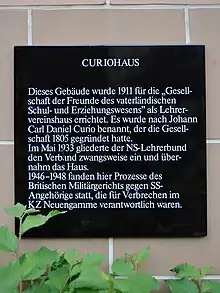 CURIOHAUS
Dieses Gebäude wurde 1911 für die „Gesell-
schaft der Freunde des vaterländischen
Schul- und Erziehungswesens” als Lehrer-
vereinshaus errichtet. Es wurde nach Johann
Carl Daniel Curio benannt, der die Gesell-
schaft 1805 gegründet hatte.
Im Mai 1933 gliederte der NS-Lehrerbund
den Verband zwangsweise ein und über-
nahm das Haus.
1946-1948 fanden hier Prozesse des
Britischen Militärgerichts gegen SS-
Angehörige statt, die für Verbrechen im
KZ Neuengamme verantwortlich waren.